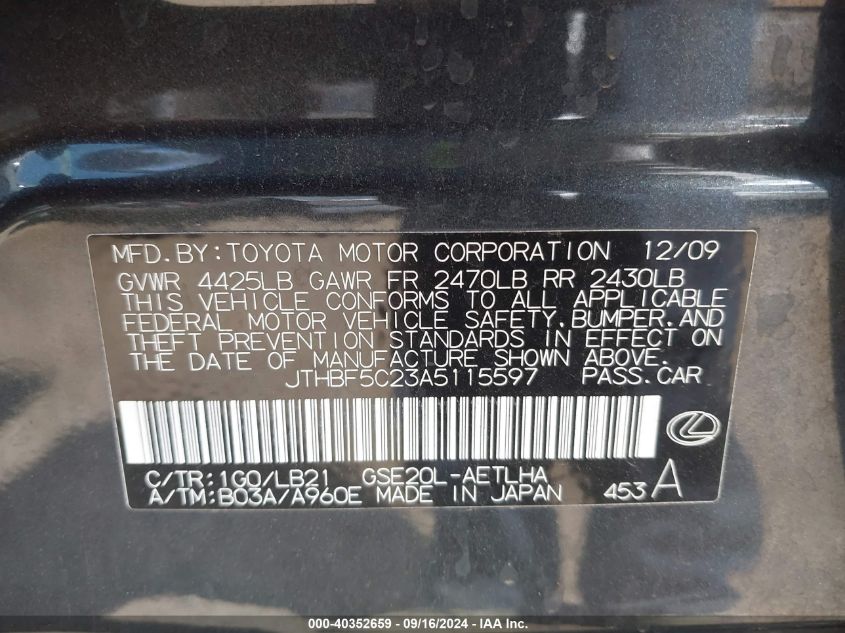 MFD.BY:TOYOTA MOTOR CORPORATION 12/09
GVWR 4425LB GAWR FR 2470LB RR 2430LB
THIS VEHICLE CONFORMS TO ALL APPLICABLE
FEDERAL MOTOR VEHICLE SAFETY,BUMPER,AND
THEFT PREVENTION STANDARDS IN EFFECT ON
THE DATE OF MANUFACTURE SHOWN ABOVE.
JTHBF5C23A5115597 PASS.CAR
C/TR:1G0/LB21 GSE20L-AETLHA
A/TM:B03A/A960E MADE IN JAPAN 453A
000-40352659 - 09/16/2024 - IAA Inc.